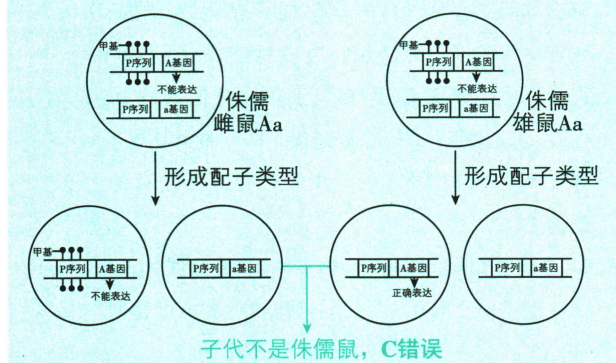 甲基
P序列 A基因
不能表达
P序列 a基因
侏儒
雌鼠Aa
甲基
P序列 A基因
不能表达
P序列 a基因
侏儒
雄鼠Aa
形成配子类型
形成配子类型
甲基
P序列 A基因
不能表达
P序列 a基因
P序列 A基因
正确表达
P序列 a基因
子代不是侏儒鼠，C错误